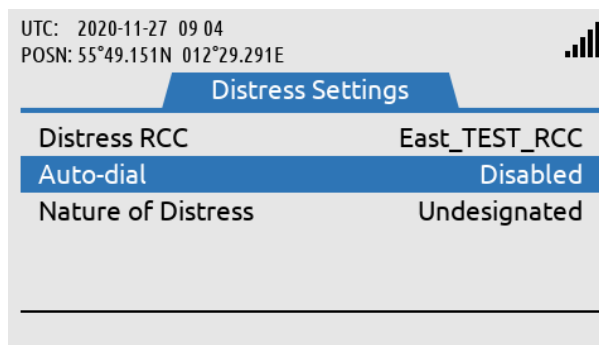 UTC: 2020-11-27 09 04
POSN: 55°49.151N 012°29.291E
Distress Settings
Distress RCC East_TEST_RCC
Auto-dial Disabled
Nature of Distress Undesignated